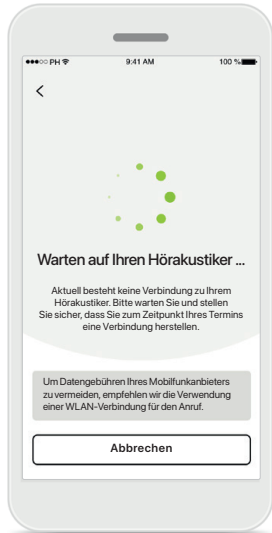 ●●●○○ PH 9:41 AM 100 %
Warten auf Ihren Hörakustiker ...
Aktuell besteht keine Verbindung zu Ihrem
Hörakustiker. Bitte warten Sie und stellen
Sie sicher, dass Sie zum Zeitpunkt Ihres Termins
eine Verbindung herstellen.
Um Datengebühren Ihres Mobilfunkanbieters
zu vermeiden, empfehlen wir die Verwendung
einer WLAN-Verbindung für den Anruf.
Abbrechen